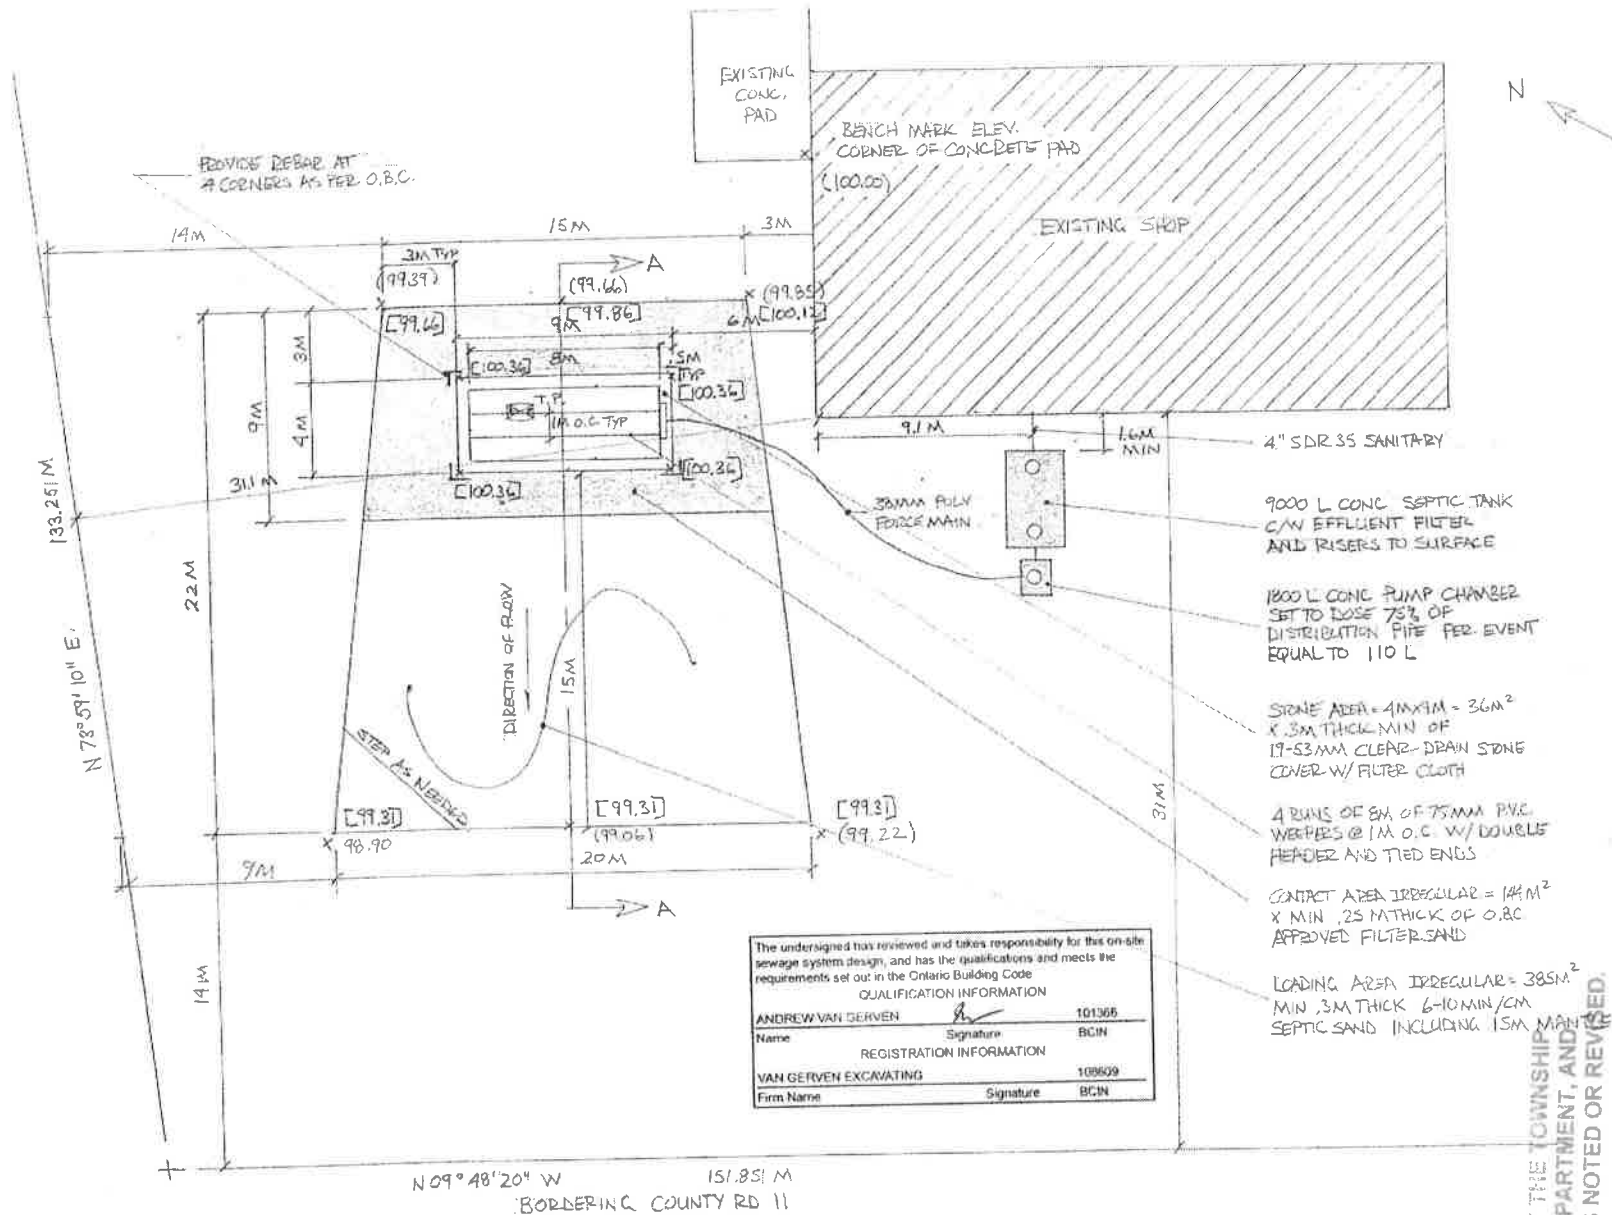 EXISTING
CONC.
PAD
N
BENCH MARK ELEV.
CORNER OF CONCRETE PAD
(100.00)
EXISTING SHOP
PROVIDE REBAR AT
4 CORNERS AS PER O.B.C.
14M
15M
3M
3M TYP
A
(99.39)
(99.66)
(99.85)
[99.66]
[99.86]
[100.12]
9M
6M
3M
8M
.5M
TYP
[100.36]
[100.36]
T.P.
1M O.C. TYP
9M
4M
[100.36]
[100.36]
31.1 M
9.1 M
1.6M
MIN
4" SDR 35 SANITARY
38MM POLY
FORCEMAIN
9000 L CONC SEPTIC TANK
C/W EFFLUENT FILTER
AND RISERS TO SURFACE
1800 L CONC PUMP CHAMBER
SET TO DOSE 75% OF
DISTRIBUTION PIPE PER EVENT
EQUAL TO 110 L
133.251 M
N 73° 59' 10" E.
22M
DIRECTION OF FLOW
15M
STEP AS NEEDED
STONE AREA = 4MX9M = 36M²
X .3M THICK MIN OF
19-53MM CLEAR DRAIN STONE
COVER W/ FILTER CLOTH
31M
4 RUNS OF 8M OF 75MM P.V.C.
WEEPERS @ 1M O.C. W/ DOUBLE
HEADER AND TIED ENDS
[99.31]
[99.31]
[99.31]
98.90
(99.06)
(99.22)
9M
20M
A
CONTACT AREA IRREGULAR = 144M²
X MIN .25 M THICK OF O.B.C
APPROVED FILTER SAND
LOADING AREA IRREGULAR = 385M²
MIN .3M THICK 6-10MIN/CM
SEPTIC SAND INCLUDING 15M
14M
The undersigned has reviewed and takes responsibility for this on-site
sewage system design, and has the qualifications and meets the
requirements set out in the Ontario Building Code
QUALIFICATION INFORMATION
ANDREW VAN GERVEN 101366
Name Signature BCIN
REGISTRATION INFORMATION
VAN GERVEN EXCAVATING 108609
Firm Name Signature BCIN
N 09° 48' 20" W 151.851 M
BORDERING COUNTY RD 11
THE TOWNSHIP
PARTMENT, AND
NOTED OR REVISED.